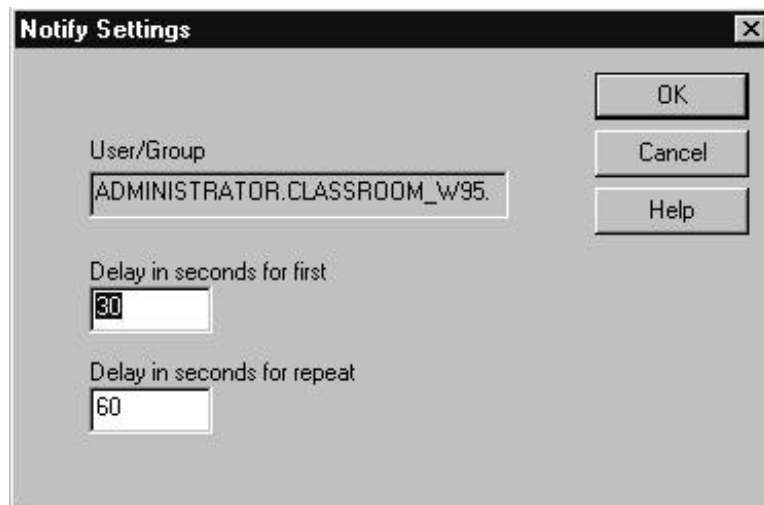 Notify Settings
OK
User/Group
Cancel
ADMINISTRATOR.CLASSROOM_W95.
Help
Delay in seconds for first
30
Delay in seconds for repeat
60